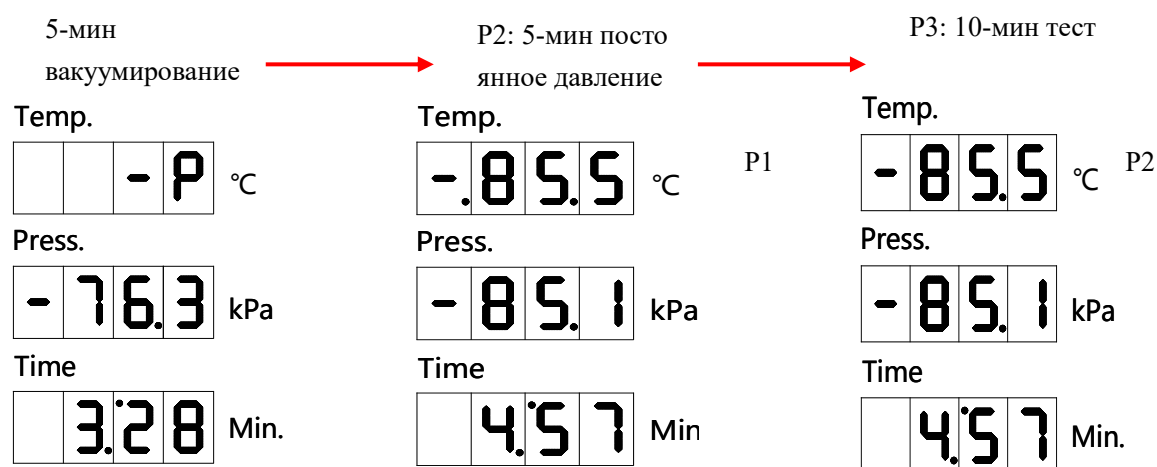 5-мин
вакуумирование
P2: 5-мин посто
янное давление
P3: 10-мин тест
Temp.
-P °C
Press.
-76.3 kPa
Time
3:28 Min.
Temp.
-.85.5 °C P1
Press.
-85.1 kPa
Time
4:57 Min
Temp.
-85.5 °C P2
Press.
-85.1 kPa
Time
4:57 Min.